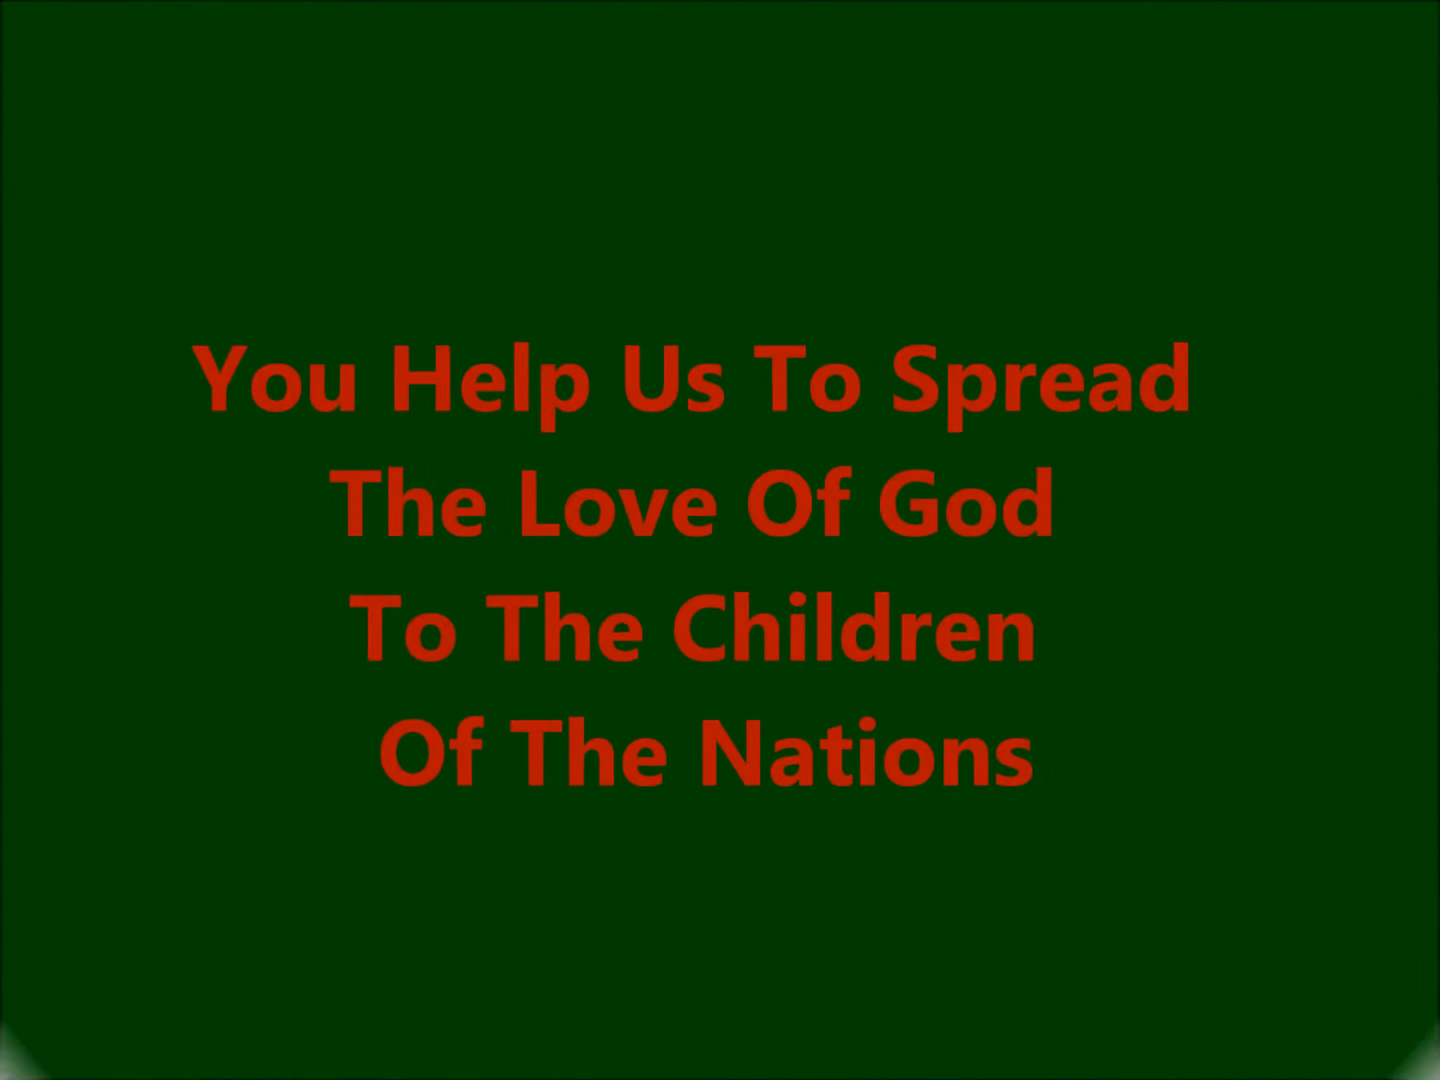 You Help Us To Spread
The Love Of God
To The Children
Of The Nations